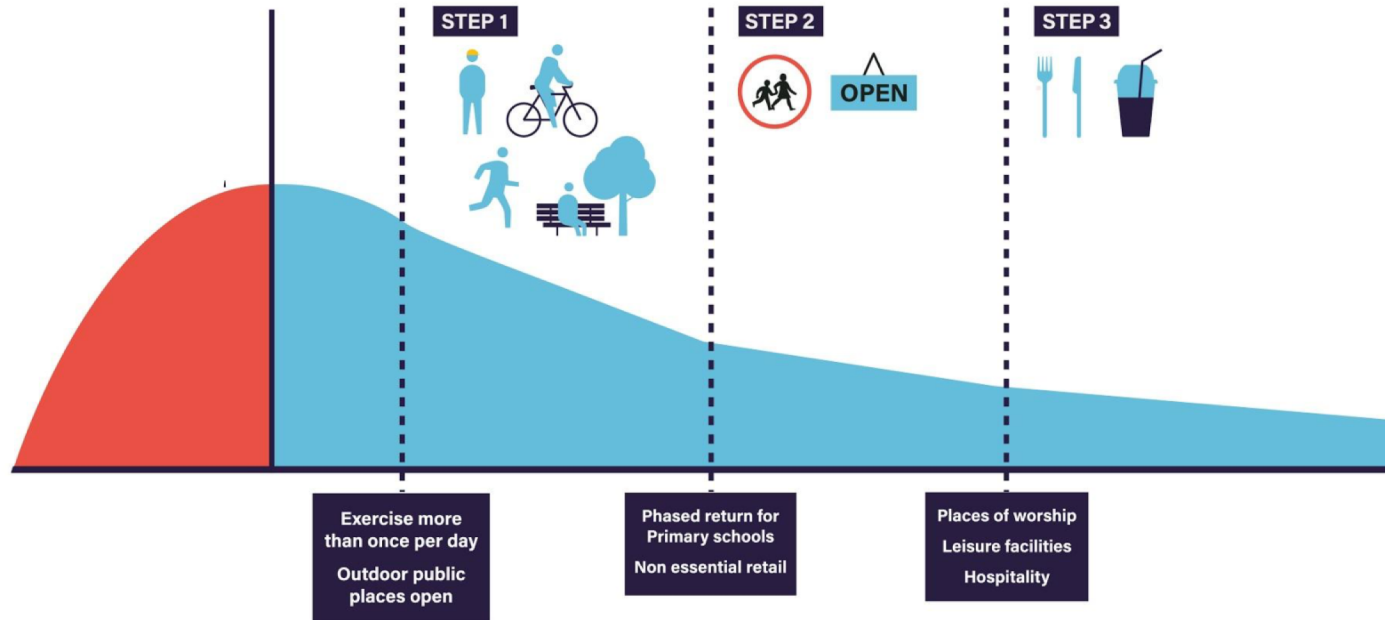 STEP 1
STEP 2
STEP 3
OPEN
Exercise more
than once per day
Outdoor public
places open
Phased return for
Primary schools
Non essential retail
Places of worship
Leisure facilities
Hospitality